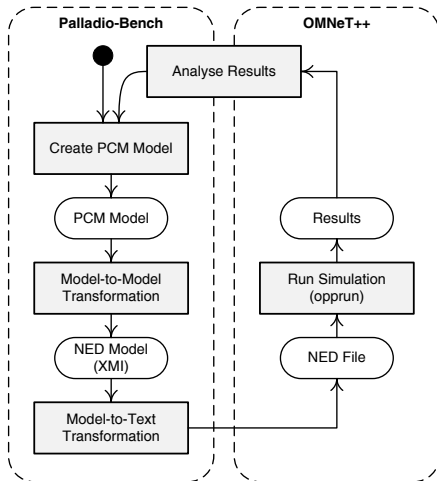 Palladio-Bench
OMNeT++
Analyse Results
Create PCM Model
PCM Model
Model-to-Model
Transformation
NED Model
(XMI)
Model-to-Text
Transformation
Results
Run Simulation
(opprun)
NED File